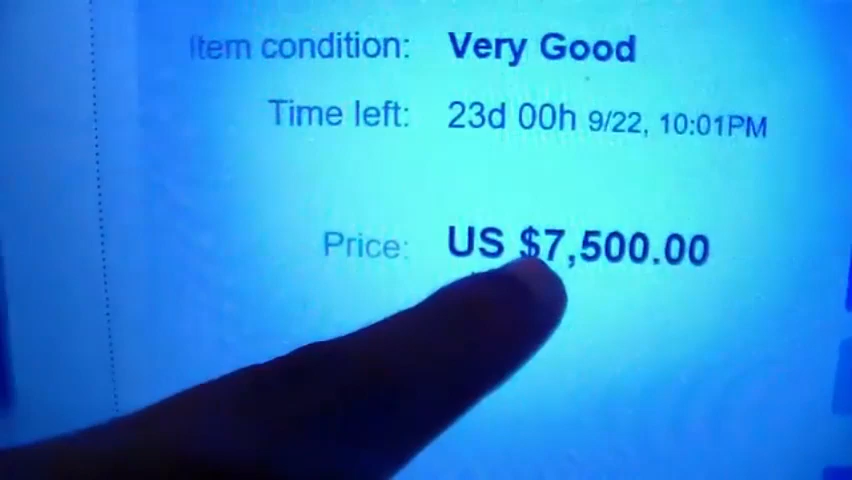 Item condition: Very Good
Time left: 23d 00h 9/22, 10:01PM
Price: US $7,500.00